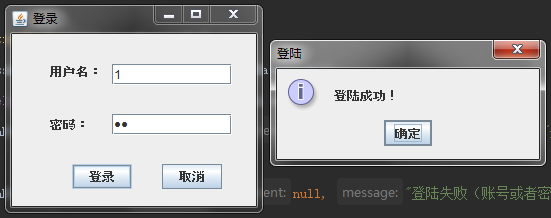 登录
用户名：
1
密码：
••
登录
取消
登陆
登陆成功！
确定
ent: null, message: "登陆失败（账号或者密